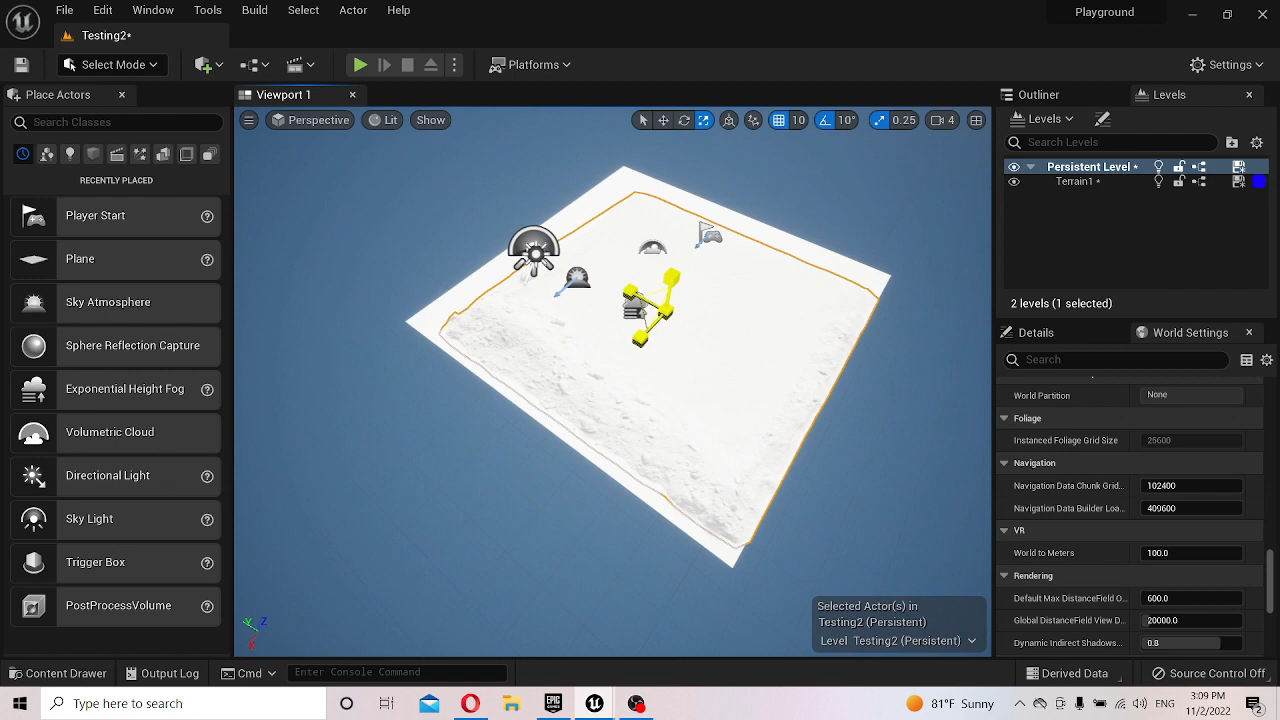 File Edit Window Tools Build Select Actor Help
Playground
Testing2*
Select Mode
Platforms
Settings
Place Actors
Viewport 1
Outliner
Levels
Search Classes
Perspective
Lit
Show
10
10°
0.25
4
Levels
Search Levels
RECENTLY PLACED
Persistent Level *
Terrain1 *
Player Start
Plane
Sky Atmosphere
Sphere Reflection Capture
Exponential Height Fog
Volumetric Cloud
Directional Light
Sky Light
Trigger Box
PostProcessVolume
2 levels (1 selected)
Details
World Settings
Search
World Partition
None
Foliage
Instanced Foliage Grid Size
25600
Navigation
Navigation Data Chunk Grid...
102400
Navigation Data Builder Loa...
409600
VR
World to Meters
100.0
Rendering
Default Max DistanceField O...
600.0
Global DistanceField View D...
20000.0
Dynamic Indirect Shadows...
0.8
Y Z
X
Selected Actor(s) in
Testing2 (Persistent)
Level Testing2 (Persistent)
Content Drawer
Output Log
Cmd
Enter Console Command
Derived Data
Source Control Off
Type here to search
EPIC GAMES
81°F Sunny
ENG
3:09 PM
11/2/2022
2